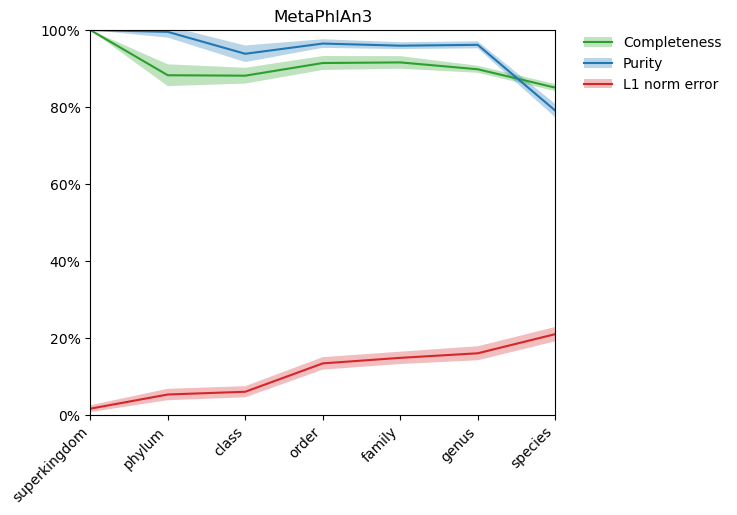 MetaPhlAn3
100%
80%
60%
40%
20%
0%
superkingdom
phylum
class
order
family
genus
species
Completeness
Purity
L1 norm error